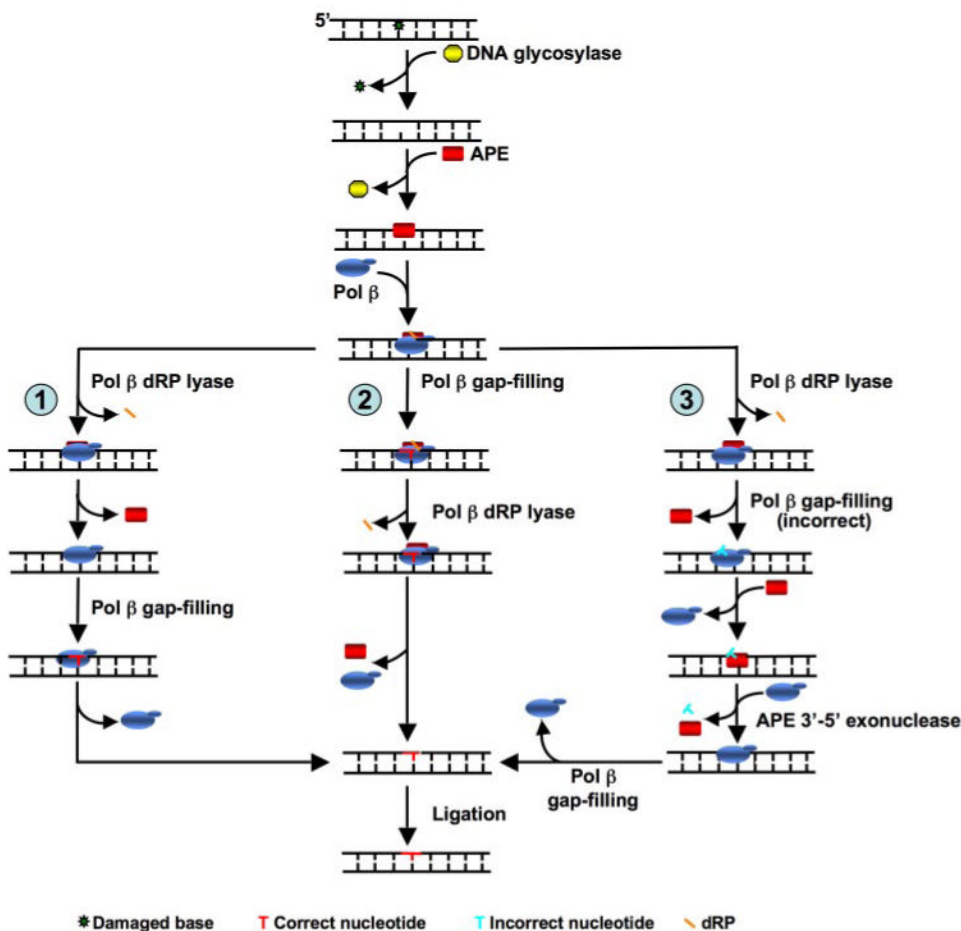 5’
DNA glycosylase
APE
Pol β
Pol β dRP lyase
Pol β gap-filling
Pol β dRP lyase
1
2
3
Pol β dRP lyase
Pol β gap-filling
(incorrect)
Pol β gap-filling
APE 3’-5’ exonuclease
Pol β
gap-filling
Ligation
Damaged base
T Correct nucleotide
T Incorrect nucleotide
dRP